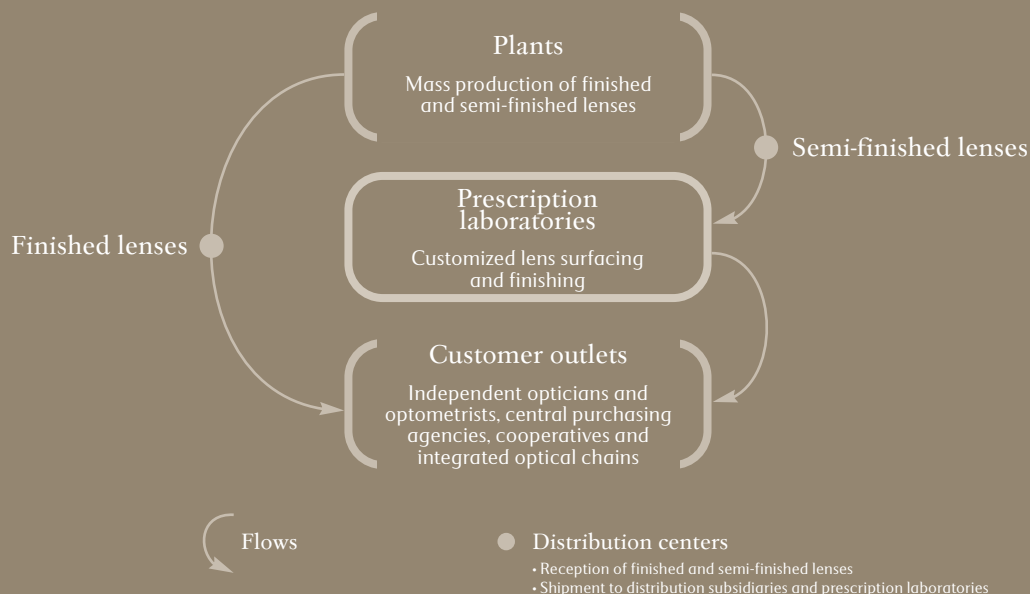 Plants
Mass production of finished
and semi-finished lenses
Semi-finished lenses
Prescription
laboratories
Customized lens surfacing
and finishing
Finished lenses
Customer outlets
Independent opticians and
optometrists, central purchasing
agencies, cooperatives and
integrated optical chains
Flows
Distribution centers
• Reception of finished and semi-finished lenses
• Shipment to distribution subsidiaries and prescription laboratories